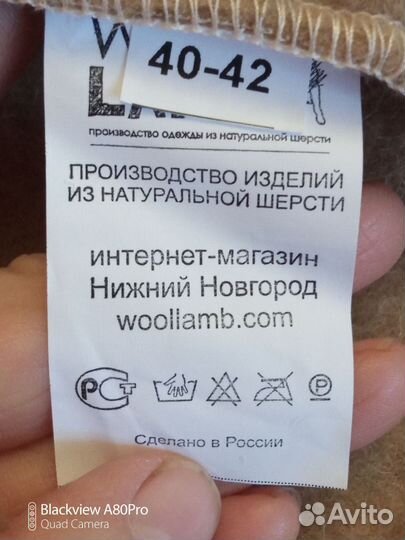 40-42
производство одежды из натуральной шерсти
ПРОИЗВОДСТВО ИЗДЕЛИЙ
ИЗ НАТУРАЛЬНОЙ ШЕРСТИ
интернет-магазин
Нижний Новгород
woollamb.com
РСТ
P
Сделано в России
Blackview A80Pro
Quad Camera
Avito